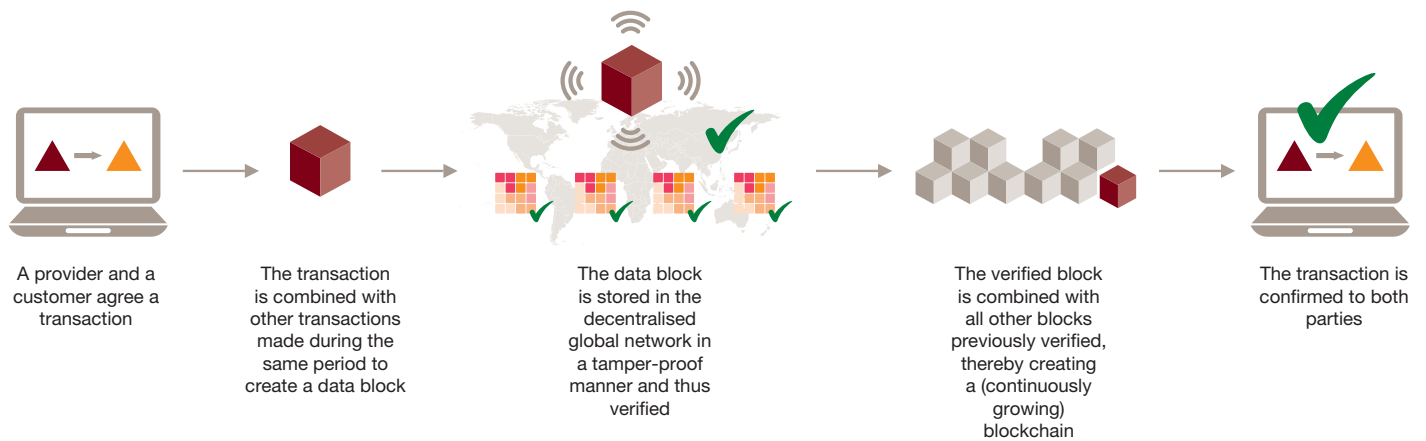 A provider and a
customer agree a
transaction
The transaction
is combined with
other transactions
made during the
same period to
create a data block
The data block
is stored in the
decentralised
global network in
a tamper-proof
manner and thus
verified
The verified block
is combined with
all other blocks
previously verified,
thereby creating
a (continuously
growing)
blockchain
The transaction is
confirmed to both
parties